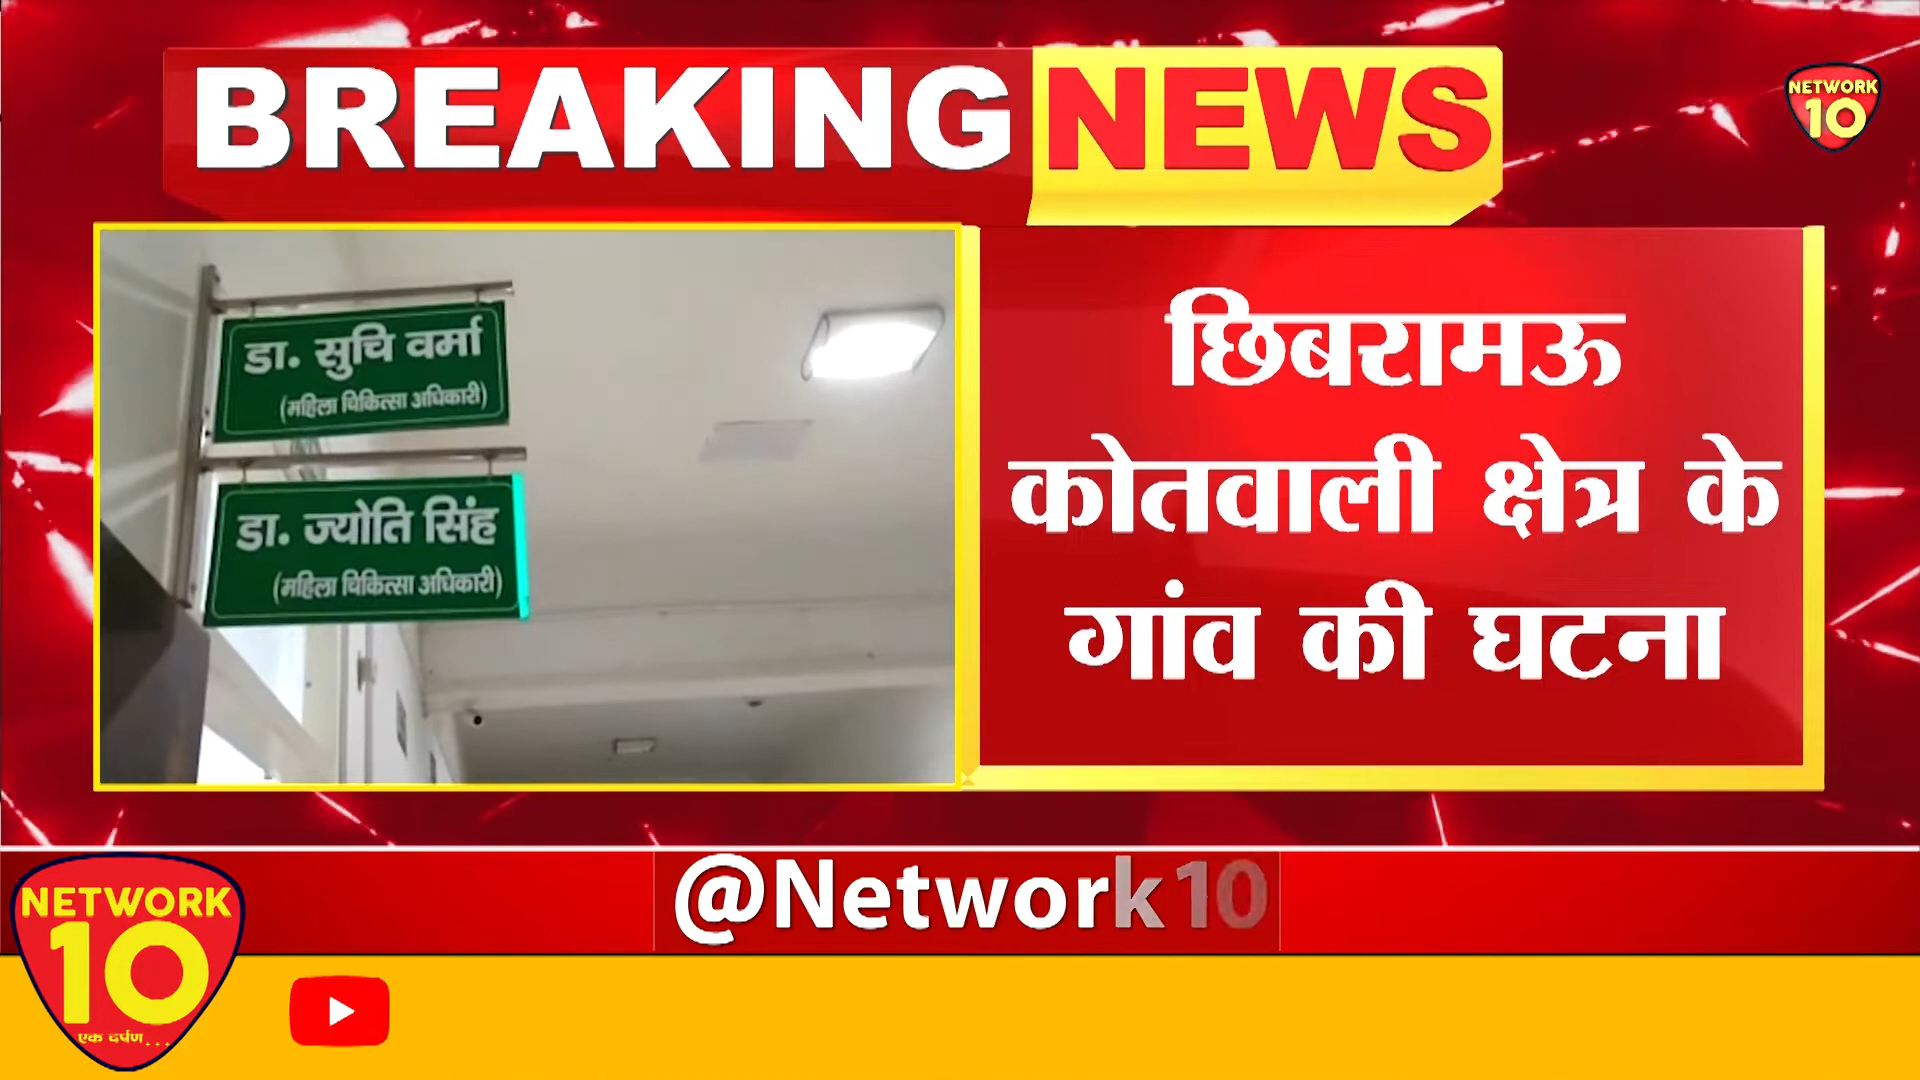 BREAKING NEWS
NETWORK
10
डा. सुचि वर्मा
(महिला चिकित्सा अधिकारी)
डा. ज्योति सिंह
(महिला चिकित्सा अधिकारी)
छिबरामऊ
कोतवाली क्षेत्र के
गांव की घटना
@Network10
NETWORK
10
एक दर्पण...